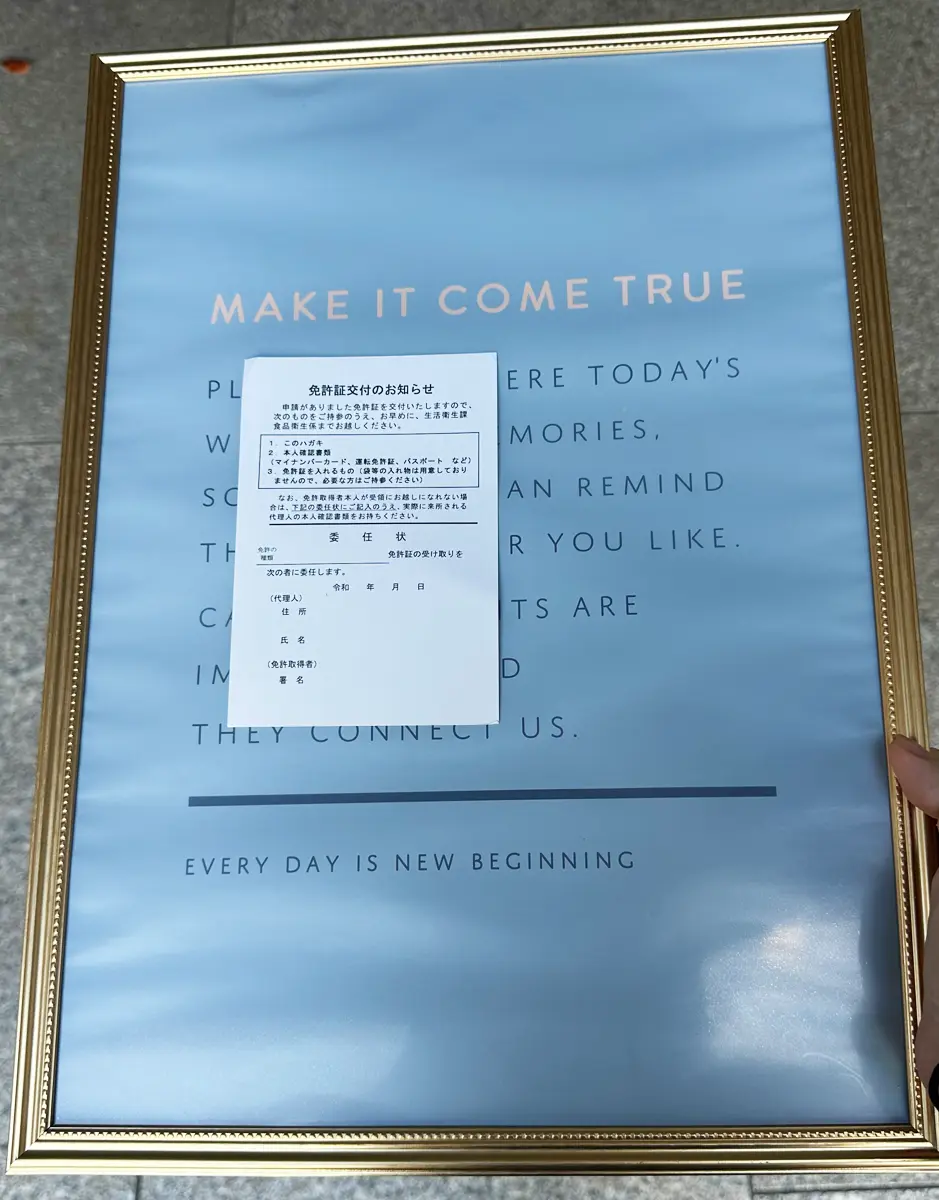 MAKE IT COME TRUE
PL ERE TODAY'S
W MORIES,
SO AN REMIND
TH R YOU LIKE.
CA TS ARE
IM D
THEY CONNECT US.
EVERY DAY IS NEW BEGINNING
免許証交付のお知らせ
申請がありました免許証を交付いたしますので、
次のものをご持参のうえ、お早めに、生活衛生課
食品衛生係までお越しください。
1．このハガキ
2．本人確認書類
（マイナンバーカード、運転免許証、パスポート など）
3．免許証を入れるもの（袋等の入れ物は用意しており
ませんので、必要な方はご持参ください）
なお、免許取得者本人が受領にお越しになれない場
合は、下記の委任状にご記入のうえ、実際に来所される
代理人の本人確認書類をお持ちください。
委 任 状
免許の
種類 免許証の受け取りを
次の者に委任します。
令和 年 月 日
（代理人）
住 所
氏 名
（免許取得者）
署 名